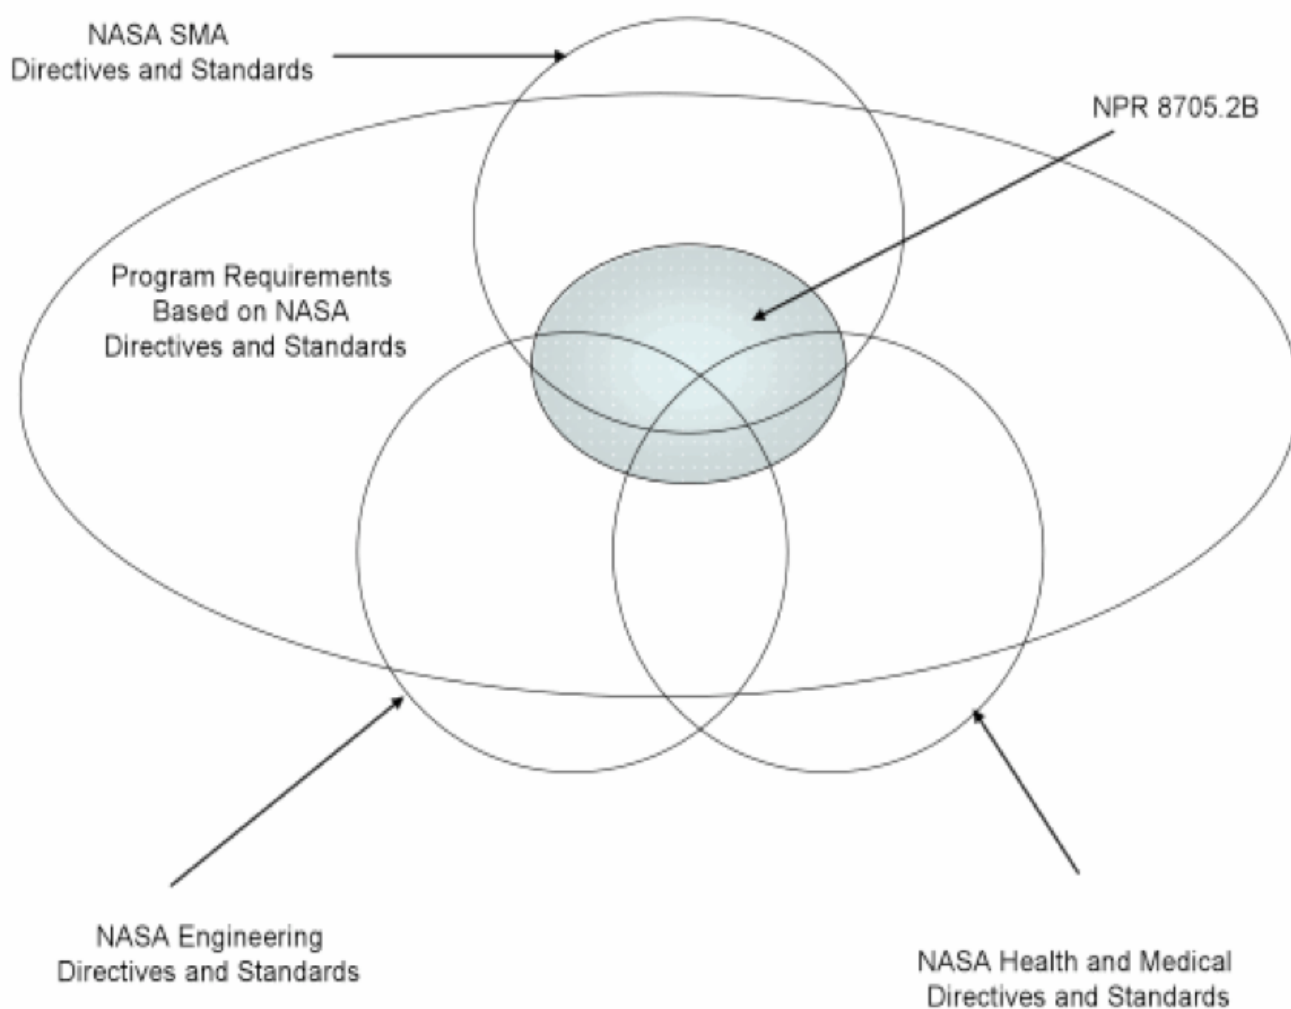 NASA SMA
Directives and Standards
NPR 8705.2B
Program Requirements
Based on NASA
Directives and Standards
NASA Engineering
Directives and Standards
NASA Health and Medical
Directives and Standards